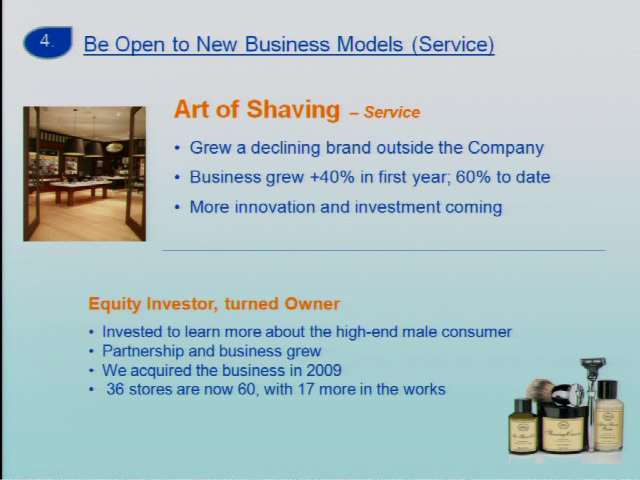 4.
Be Open to New Business Models (Service)
Art of Shaving – Service
• Grew a declining brand outside the Company
• Business grew +40% in first year; 60% to date
• More innovation and investment coming
Equity Investor, turned Owner
• Invested to learn more about the high-end male consumer
• Partnership and business grew
• We acquired the business in 2009
• 36 stores are now 60, with 17 more in the works